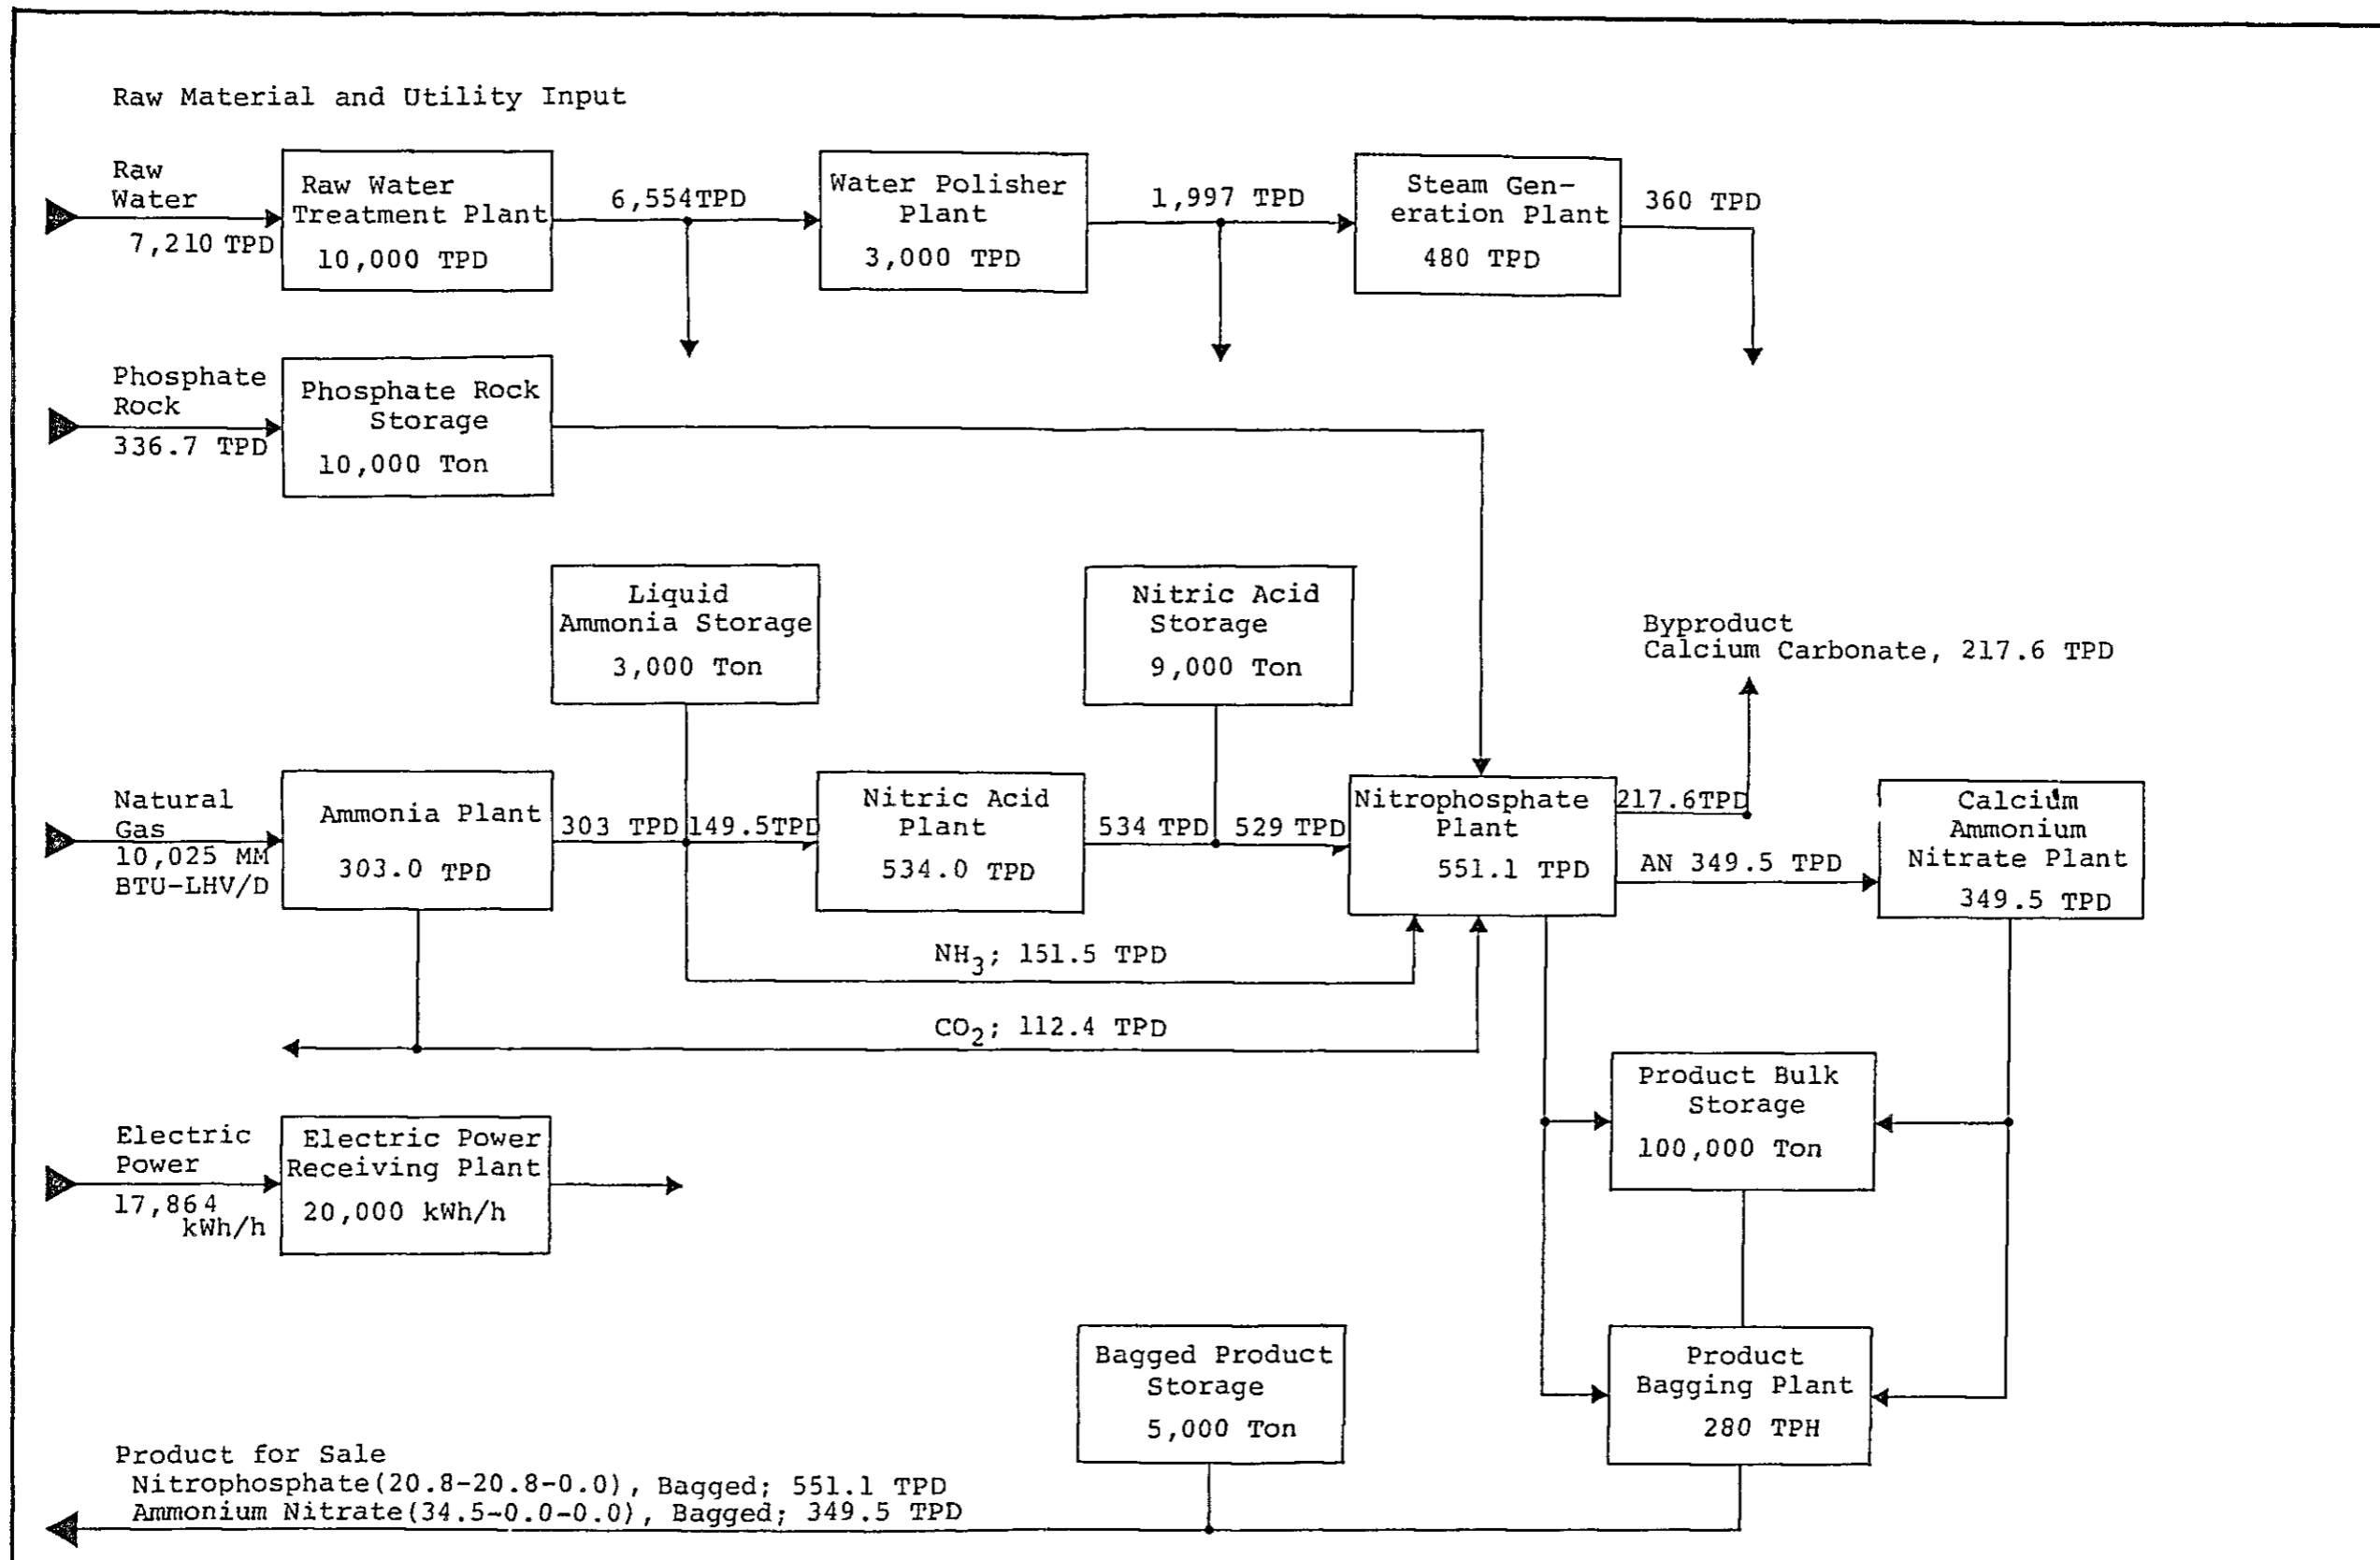 Raw Material and Utility Input
Raw
Water
7,210 TPD
Raw Water
Treatment Plant
10,000 TPD
6,554TPD
Water Polisher
Plant
3,000 TPD
1,997 TPD
Steam Gen-
eration Plant
480 TPD
360 TPD
Phosphate
Rock
336.7 TPD
Phosphate Rock
Storage
10,000 Ton
Liquid
Ammonia Storage
3,000 Ton
Nitric Acid
Storage
9,000 Ton
Byproduct
Calcium Carbonate, 217.6 TPD
Natural
Gas
10,025 MM
BTU-LHV/D
Ammonia Plant
303.0 TPD
303 TPD
149.5TPD
Nitric Acid
Plant
534.0 TPD
534 TPD
529 TPD
Nitrophosphate
Plant
551.1 TPD
217.6TPD
AN 349.5 TPD
Calcium
Ammonium
Nitrate Plant
349.5 TPD
NH3; 151.5 TPD
CO2; 112.4 TPD
Electric
Power
17,864
kWh/h
Electric Power
Receiving Plant
20,000 kWh/h
Product Bulk
Storage
100,000 Ton
Bagged Product
Storage
5,000 Ton
Product
Bagging Plant
280 TPH
Product for Sale
Nitrophosphate(20.8-20.8-0.0), Bagged; 551.1 TPD
Ammonium Nitrate(34.5-0.0-0.0), Bagged; 349.5 TPD